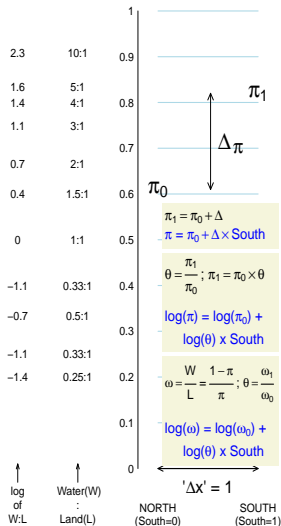 1
2.3 10:1 0.9
1.6 5:1
1.4 4:1 0.8 π1
1.1 3:1
0.7 Δπ
0.7 2:1
0.4 1.5:1 0.6 π0
π1 = π0 + Δ
π = π0 + Δ × South
0 1:1 0.5
θ = π1/π0 ; π1 = π0 × θ
−1.1 0.33:1 0.4
log(π) = log(π0) +
−0.7 0.5:1 0.3
log(θ) x South
−1.1 0.33:1
−1.4 0.25:1 0.2
ω = W/L = 1−π/π ; θ = ω1/ω0
0.1
log(ω) = log(ω0) +
log(θ) x South
0
'Δx' = 1
log
of
W:L
Water(W)
:
Land(L)
NORTH
(South=0)
SOUTH
(South=1)